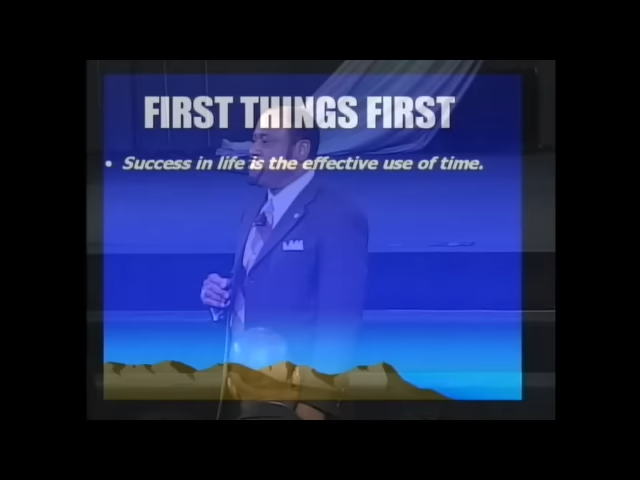 FIRST THINGS FIRST
• Success in life is the effective use of time.